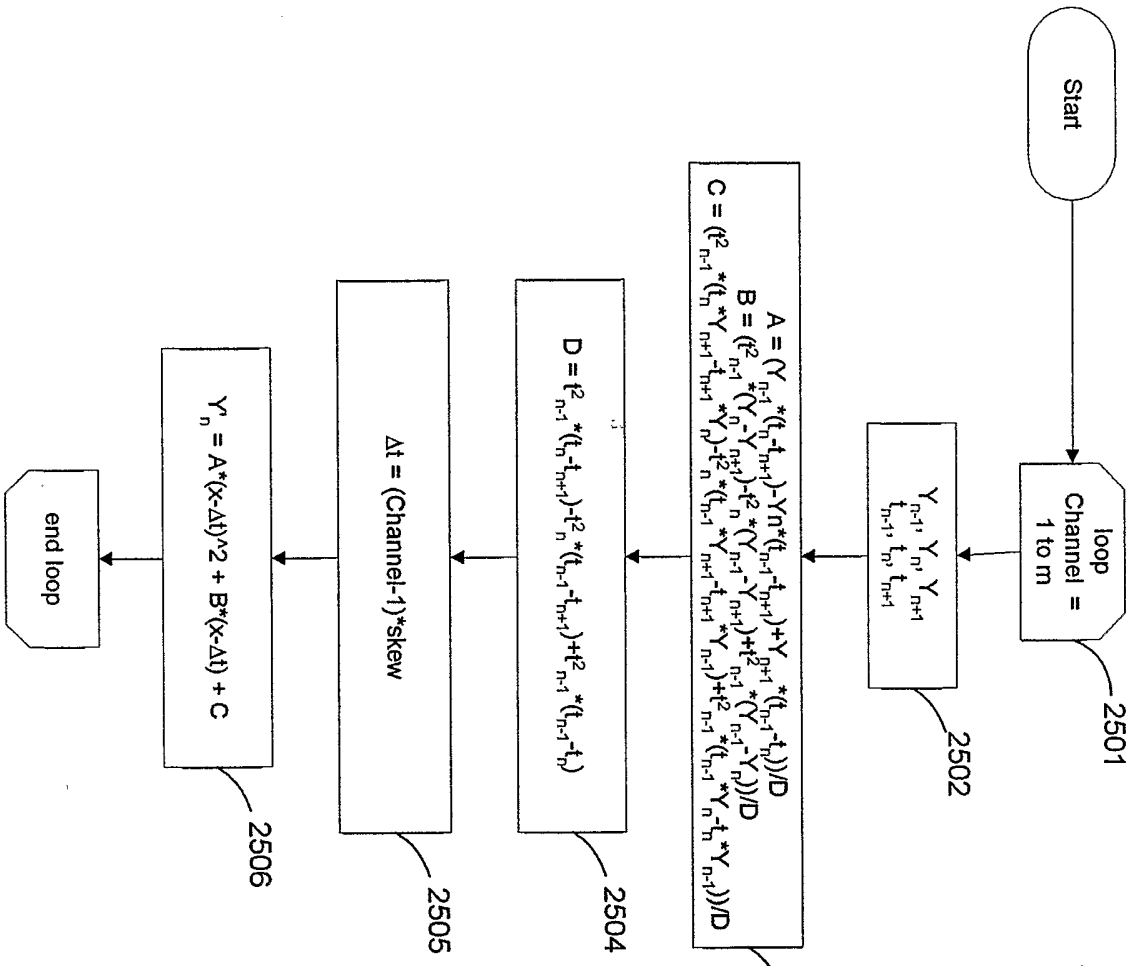 Start
loop
Channel =
1 to m
2501
Y_{n-1}, Y_n, Y_{n+1}
t_{n-1}, t_n, t_{n+1}
2502
A = (Y_{n-1}*(t_n-t_{n+1})-Yn*(t_{n-1}-t_{n+1})+Y_{n+1}*(t_{n-1}-t_n))/D
B = (t²_{n-1}*(Y_n-Y_{n+1})-t²_n*(Y_{n-1}-Y_{n+1})+t²_{n-1}*(Y_{n-1}-Y_n))/D
C = (t²_{n-1}*(t_n*Y_{n+1}-t_{n+1}*Y_n)-t²_n*(t_{n-1}*Y_{n+1}-t_{n+1}*Y_{n-1})+t²_{n-1}*(t_{n-1}*Y_n-t_n*Y_{n-1}))/D
D = t²_{n-1}*(t_n-t_{n+1})-t²_n*(t_{n-1}-t_{n+1})+t²_{n-1}*(t_{n-1}-t_n)
2504
Δt = (Channel-1)*skew
2505
Y'_n = A*(x-Δt)^2 + B*(x-Δt) + C
2506
end loop